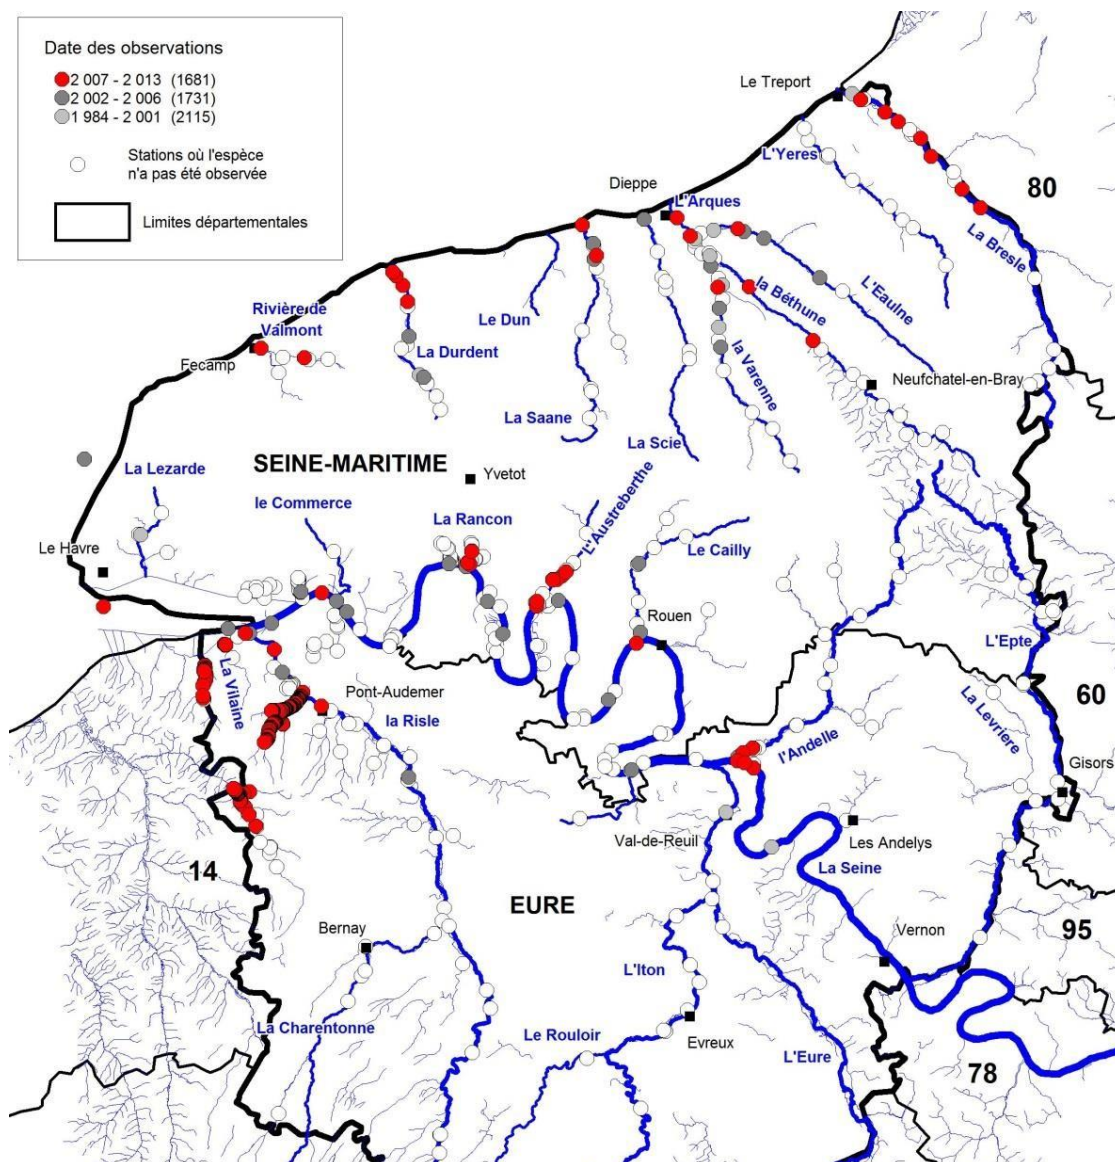 Date des observations
2 007 - 2 013 (1681)
2 002 - 2 006 (1731)
1 984 - 2 001 (2115)
Stations où l'espèce
n'a pas été observée
Limites départementales
Le Treport
L'Yeres
80
Dieppe
L'Arques
La Bresle
L'Eaulne
la Béthune
Rivière de
Valmont
Le Dun
Fecamp
La Durdent
la Varenne
Neufchatel-en-Bray
La Saane
La Scie
La Lezarde
SEINE-MARITIME
Yvetot
L'Austreberthe
le Commerce
La Rancon
Le Cailly
Le Havre
Rouen
L'Epte
La Vilaine
Pont-Audemer
la Risle
60
La Levriere
l'Andelle
Gisors
Val-de-Reuil
Les Andelys
14
La Seine
EURE
95
Bernay
Vernon
L'Iton
La Charentonne
Le Rouloir
Evreux
L'Eure
78